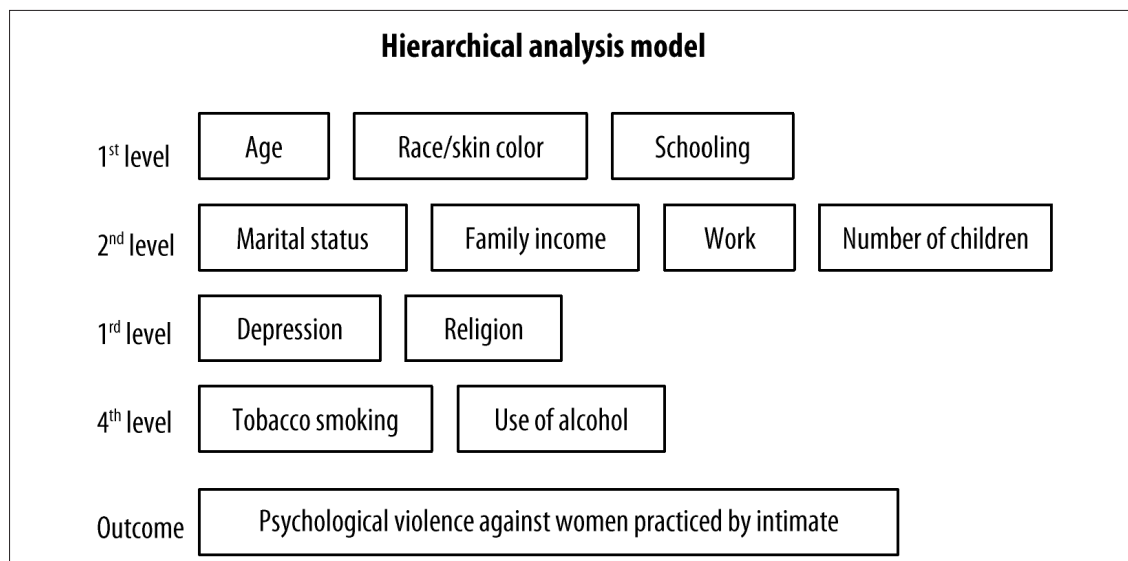 Hierarchical analysis model
1st level Age Race/skin color Schooling
2nd level Marital status Family income Work Number of children
1rd level Depression Religion
4th level Tobacco smoking Use of alcohol
Outcome Psychological violence against women practiced by intimate